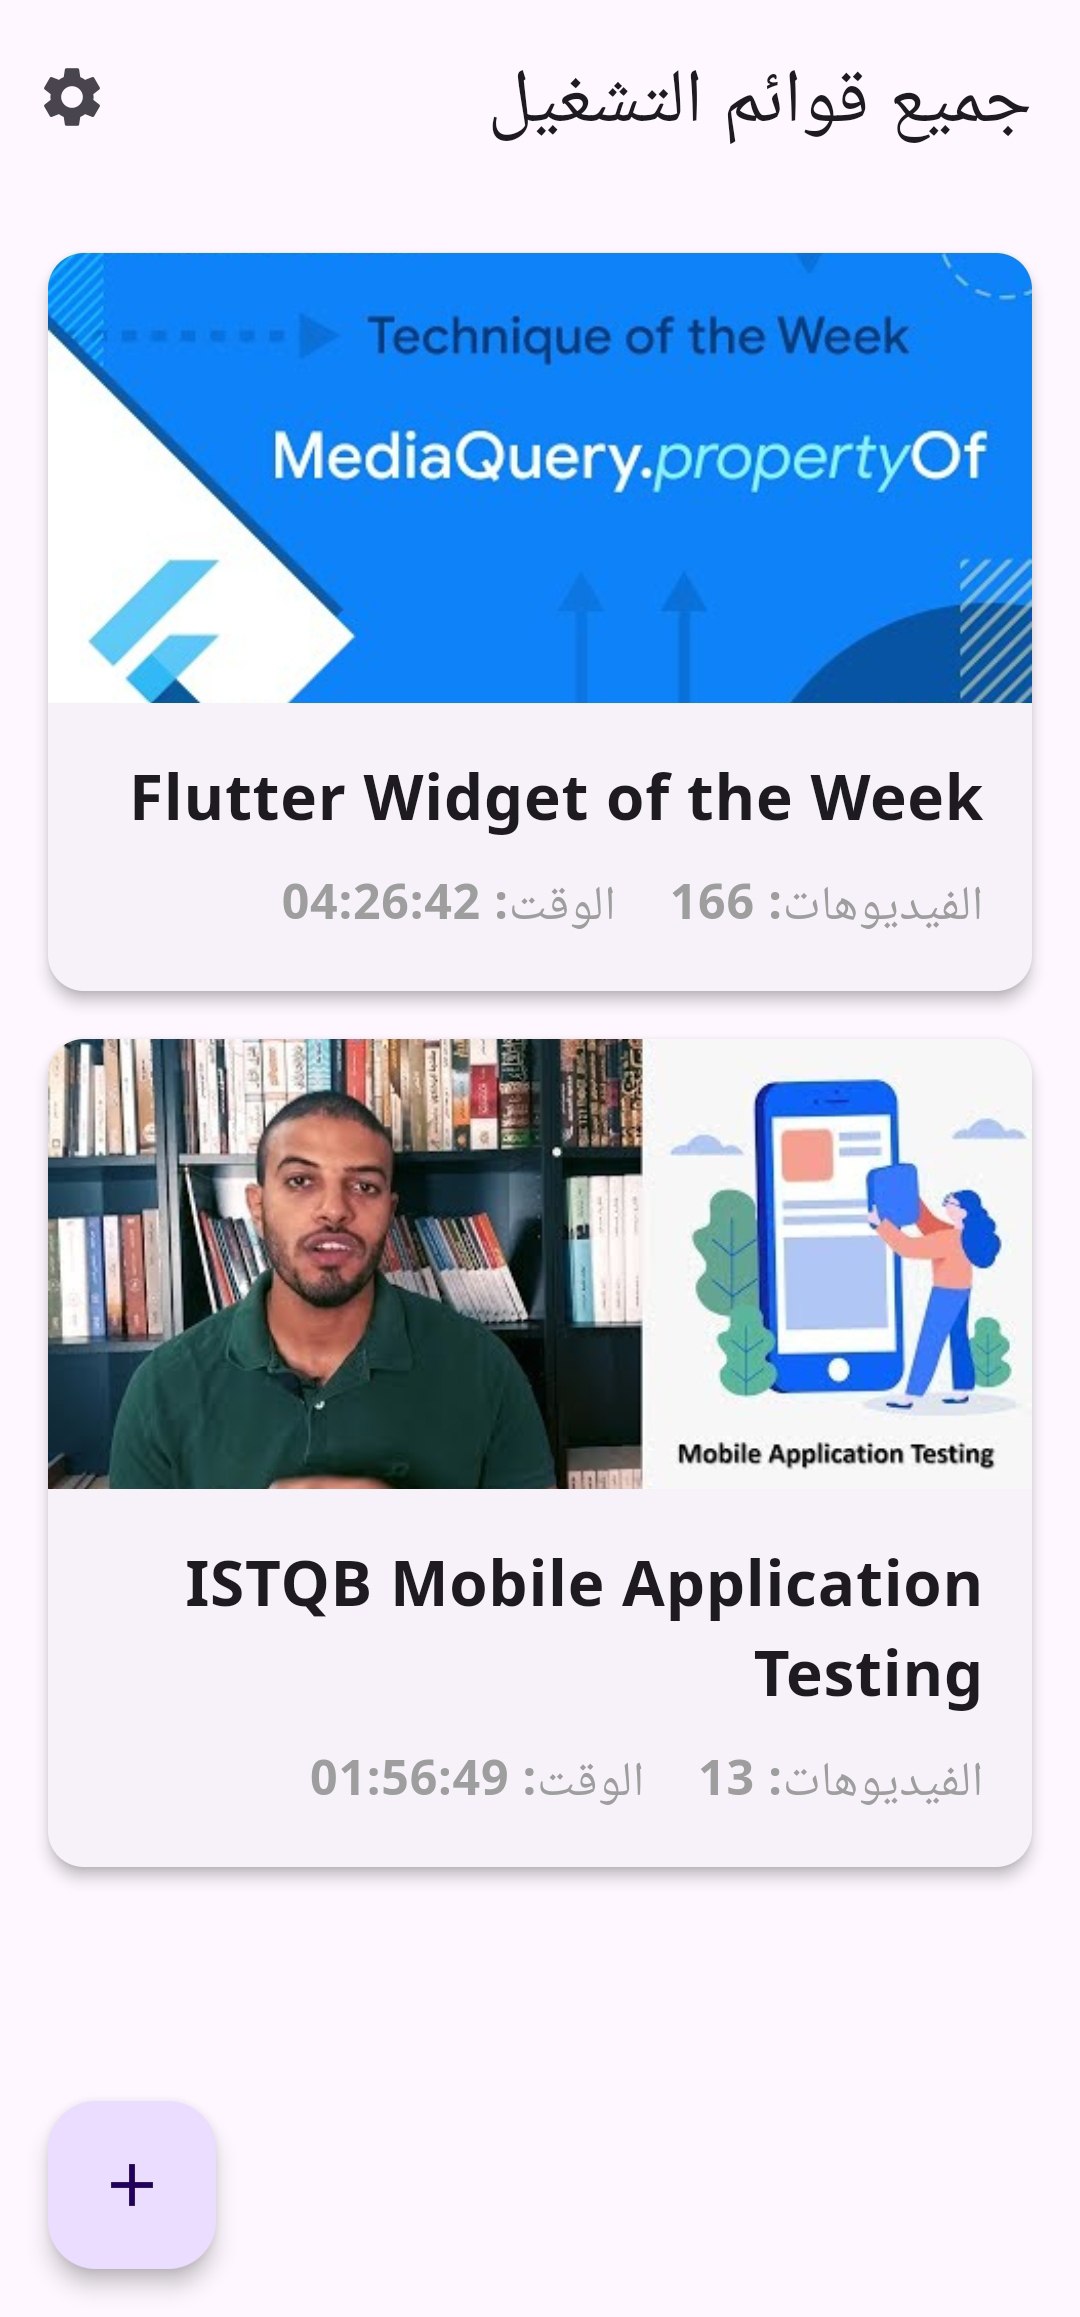 جميع قوائم التشغيل
Technique of the Week
MediaQuery.propertyOf
Flutter Widget of the Week
الفيديوهات: 166 الوقت: 04:26:42
Mobile Application Testing
ISTQB Mobile Application
Testing
الفيديوهات: 13 الوقت: 01:56:49